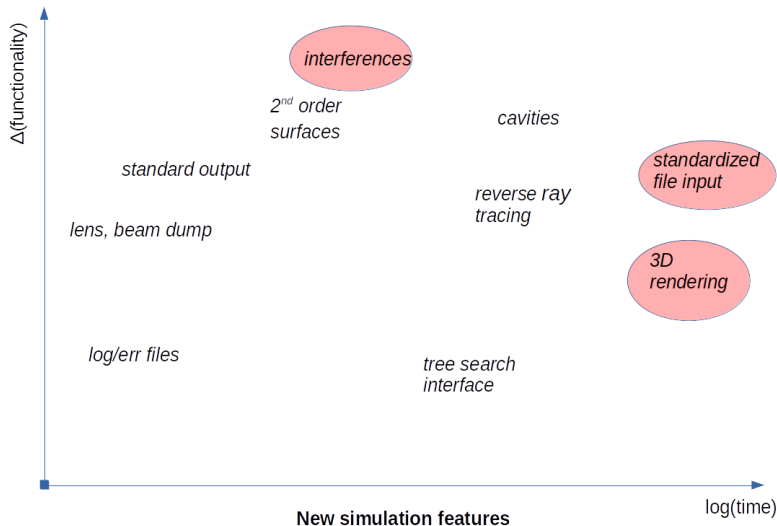 Δ(functionality)
interferences
2nd order
surfaces
cavities
standard output
standardized
file input
reverse ray
tracing
lens, beam dump
3D
rendering
log/err files
tree search
interface
log(time)
New simulation features